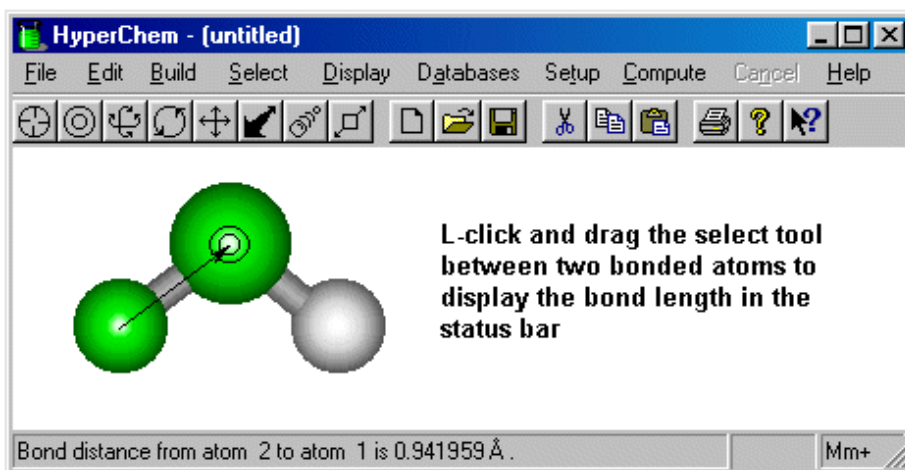 HyperChem - (untitled)
File Edit Build Select Display Databases Setup Compute Cancel Help
L-click and drag the select tool
between two bonded atoms to
display the bond length in the
status bar
Bond distance from atom 2 to atom 1 is 0.941959 Å. Mm+